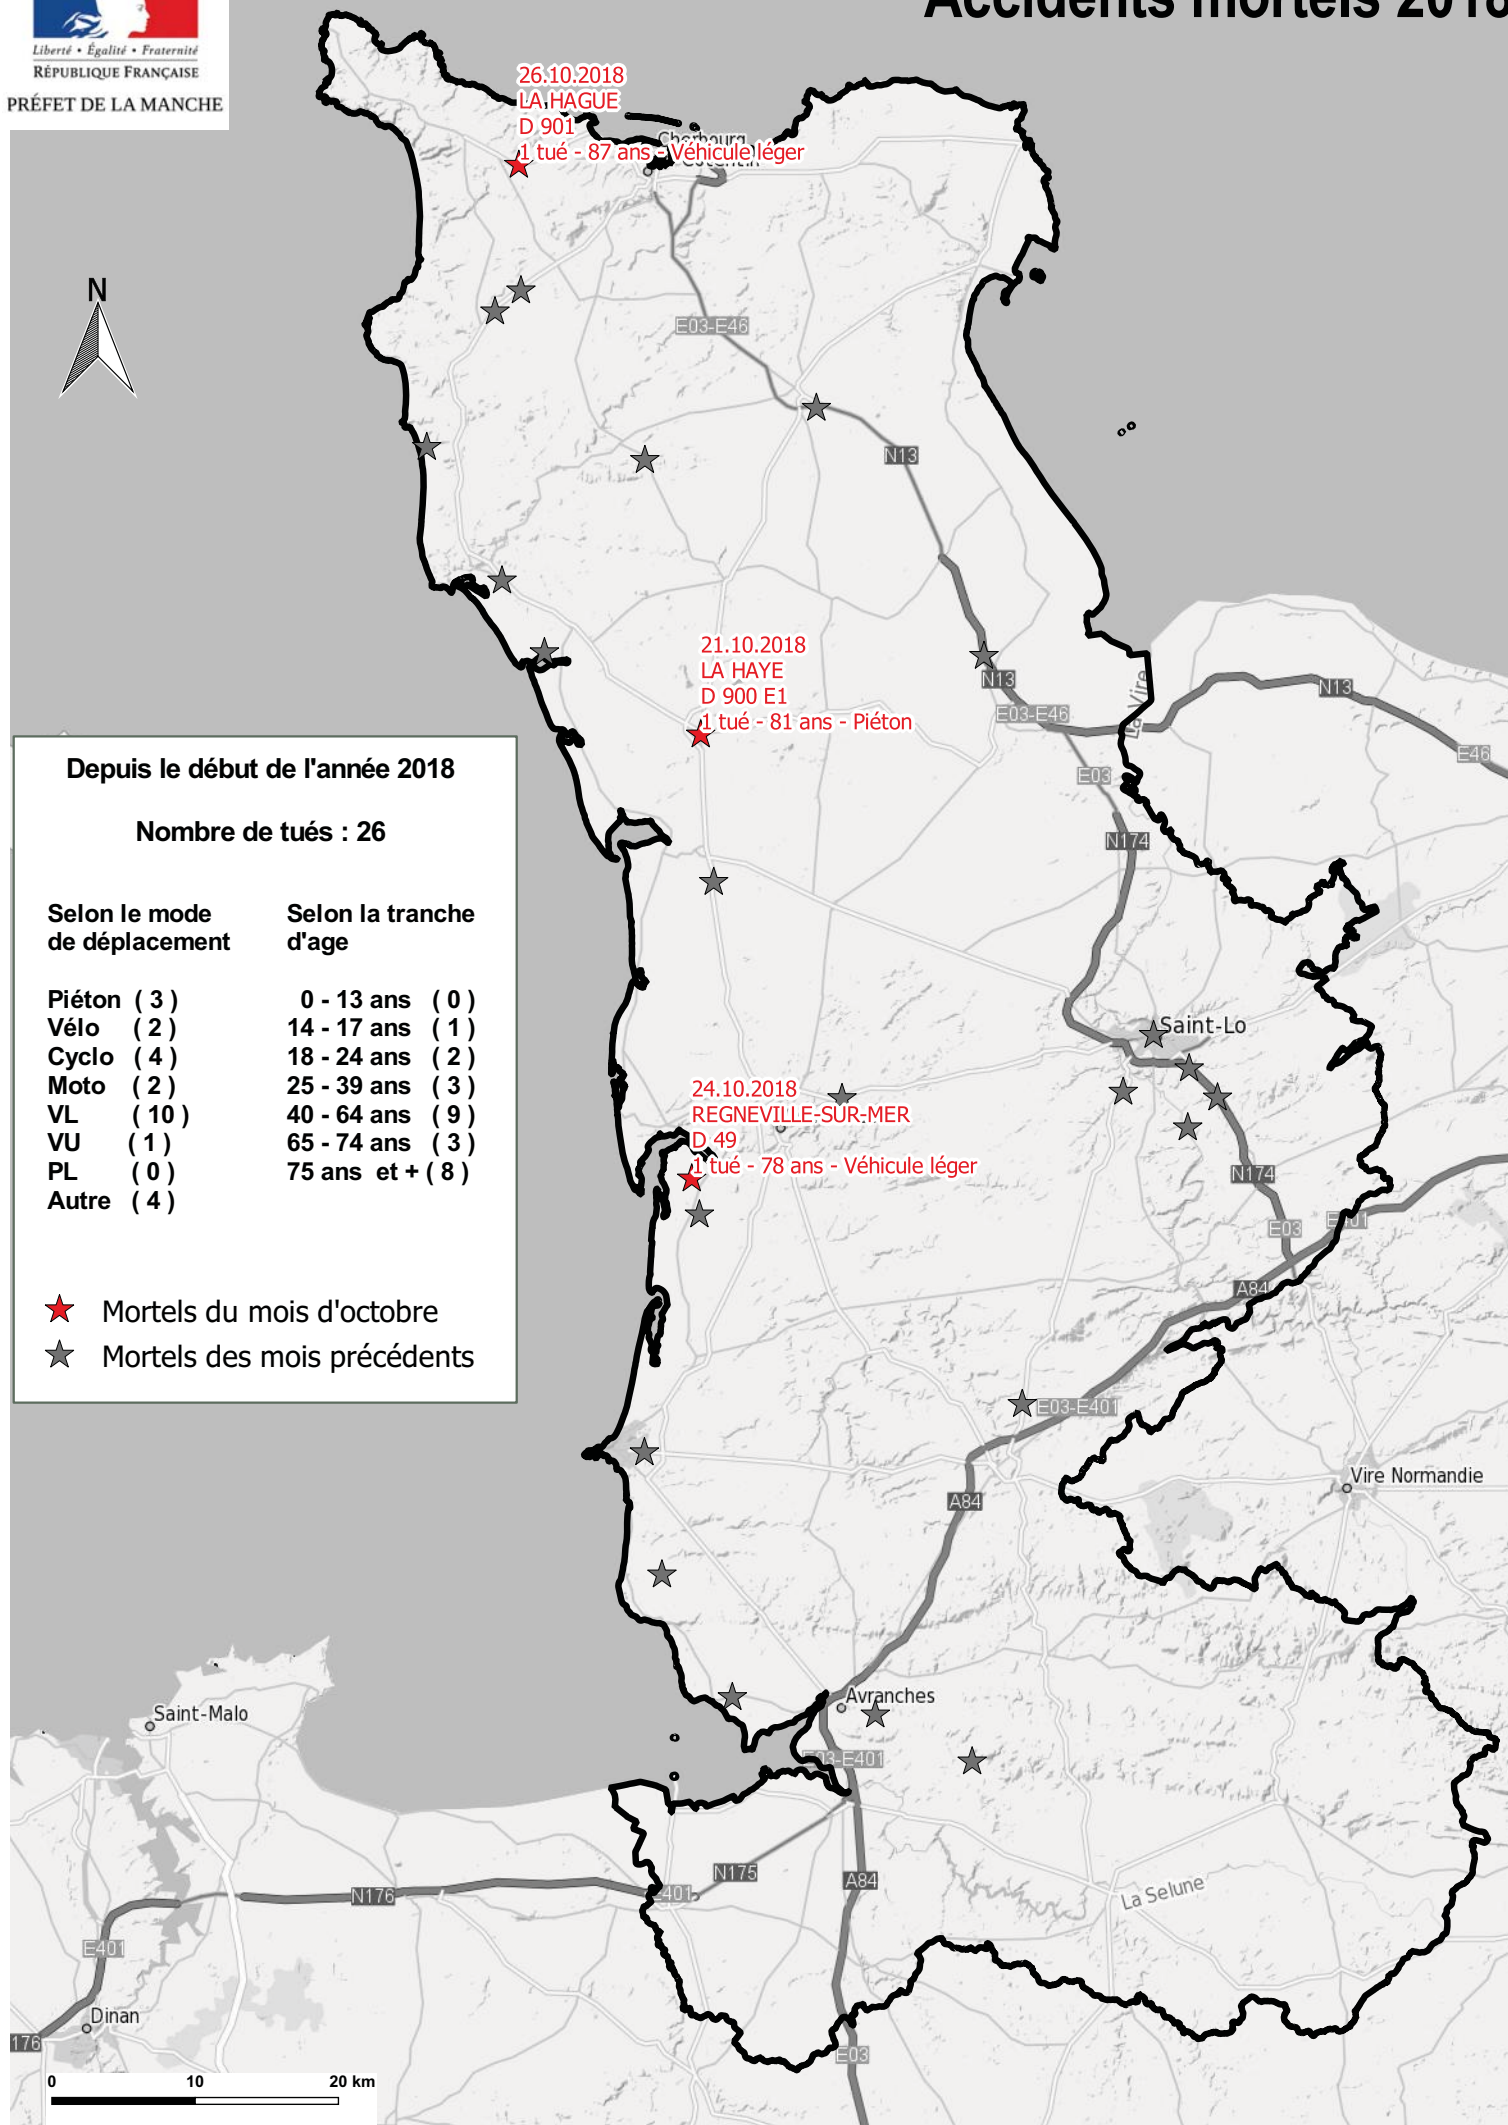 Accidents mortels 2018
Liberté • Égalité • Fraternité
RÉPUBLIQUE FRANÇAISE
PRÉFET DE LA MANCHE
26.10.2018
LA HAGUE
D 901
1 tué - 87 ans - Véhicule léger
Cherbourg
Cotentin
N
E03-E46
N13
21.10.2018
LA HAYE
D 900 E1
1 tué - 81 ans - Piéton
N13
E03-E46
La Vire
N13
E46
E03
N174
Depuis le début de l'année 2018
Nombre de tués : 26
Selon le mode de déplacement
Piéton ( 3 )
Vélo ( 2 )
Cyclo ( 4 )
Moto ( 2 )
VL ( 10 )
VU ( 1 )
PL ( 0 )
Autre ( 4 )
Selon la tranche d'age
0 - 13 ans ( 0 )
14 - 17 ans ( 1 )
18 - 24 ans ( 2 )
25 - 39 ans ( 3 )
40 - 64 ans ( 9 )
65 - 74 ans ( 3 )
75 ans et + ( 8 )
Mortels du mois d'octobre
Mortels des mois précédents
Saint-Lo
24.10.2018
REGNEVILLE-SUR-MER
D 49
1 tué - 78 ans - Véhicule léger
N174
E03
E401
A84
E03-E401
Vire Normandie
A84
Saint-Malo
Avranches
E03-E401
N175
A84
N176
E401
La Selune
E401
Dinan
176
E03
0 10 20 km